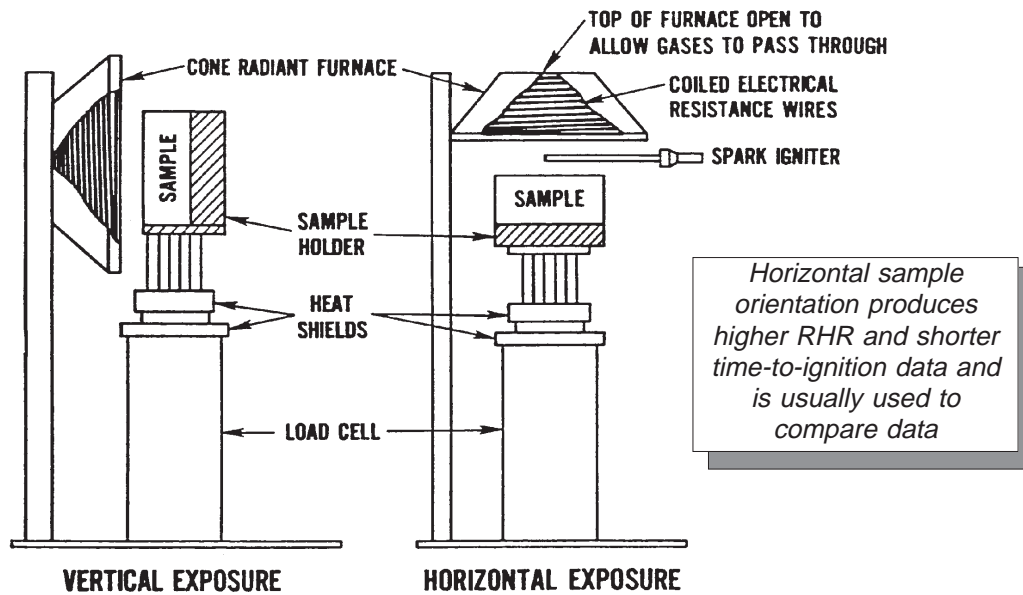 TOP OF FURNACE OPEN TO
ALLOW GASES TO PASS THROUGH
CONE RADIANT FURNACE
COILED ELECTRICAL
RESISTANCE WIRES
SPARK IGNITER
SAMPLE
SAMPLE
SAMPLE
HOLDER
HEAT
SHIELDS
LOAD CELL
Horizontal sample
orientation produces
higher RHR and shorter
time-to-ignition data and
is usually used to
compare data
VERTICAL EXPOSURE
HORIZONTAL EXPOSURE